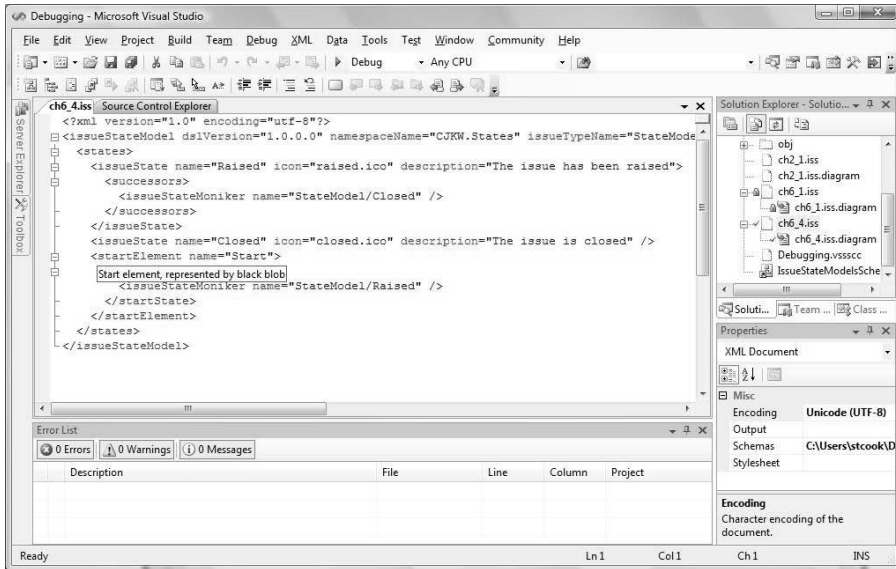 Debugging - Microsoft Visual Studio
File Edit View Project Build Team Debug XML Data Tools Test Window Community Help
Debug Any CPU
Server Explorer
Toolbox
ch6_4.iss Source Control Explorer
<?xml version="1.0" encoding="utf-8"?>
<issueStateModel dslVersion="1.0.0.0" namespaceName="CJKW.States" issueTypeName="StateMode
<states>
<issueState name="Raised" icon="raised.ico" description="The issue has been raised">
<successors>
<issueStateMoniker name="StateModel/Closed" />
</successors>
</issueState>
<issueState name="Closed" icon="closed.ico" description="The issue is closed" />
<startElement name="Start">
Start element, represented by black blob
<issueStateMoniker name="StateModel/Raised" />
</startState>
</startElement>
</states>
</issueStateModel>
Error List
0 Errors 0 Warnings 0 Messages
Description File Line Column Project
Solution Explorer - Solutio...
obj
ch2_1.iss
ch2_1.iss.diagram
ch6_1.iss
ch6_1.iss.diagram
ch6_4.iss
ch6_4.iss.diagram
Debugging.vssscc
IssueStateModelsSche
Soluti... Team ... Class ...
Properties
XML Document
Misc
Encoding Unicode (UTF-8)
Output
Schemas C:\Users\stcook\D
Stylesheet
Encoding
Character encoding of the
document.
Ready Ln 1 Col 1 Ch 1 INS